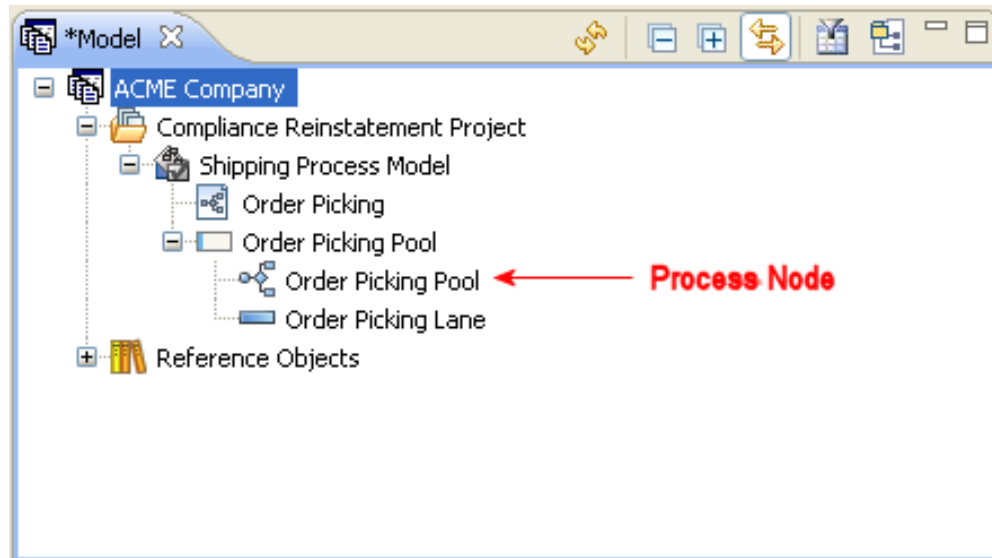 *Model
ACME Company
Compliance Reinstatement Project
Shipping Process Model
Order Picking
Order Picking Pool
Order Picking Pool Process Node
Order Picking Lane
Reference Objects